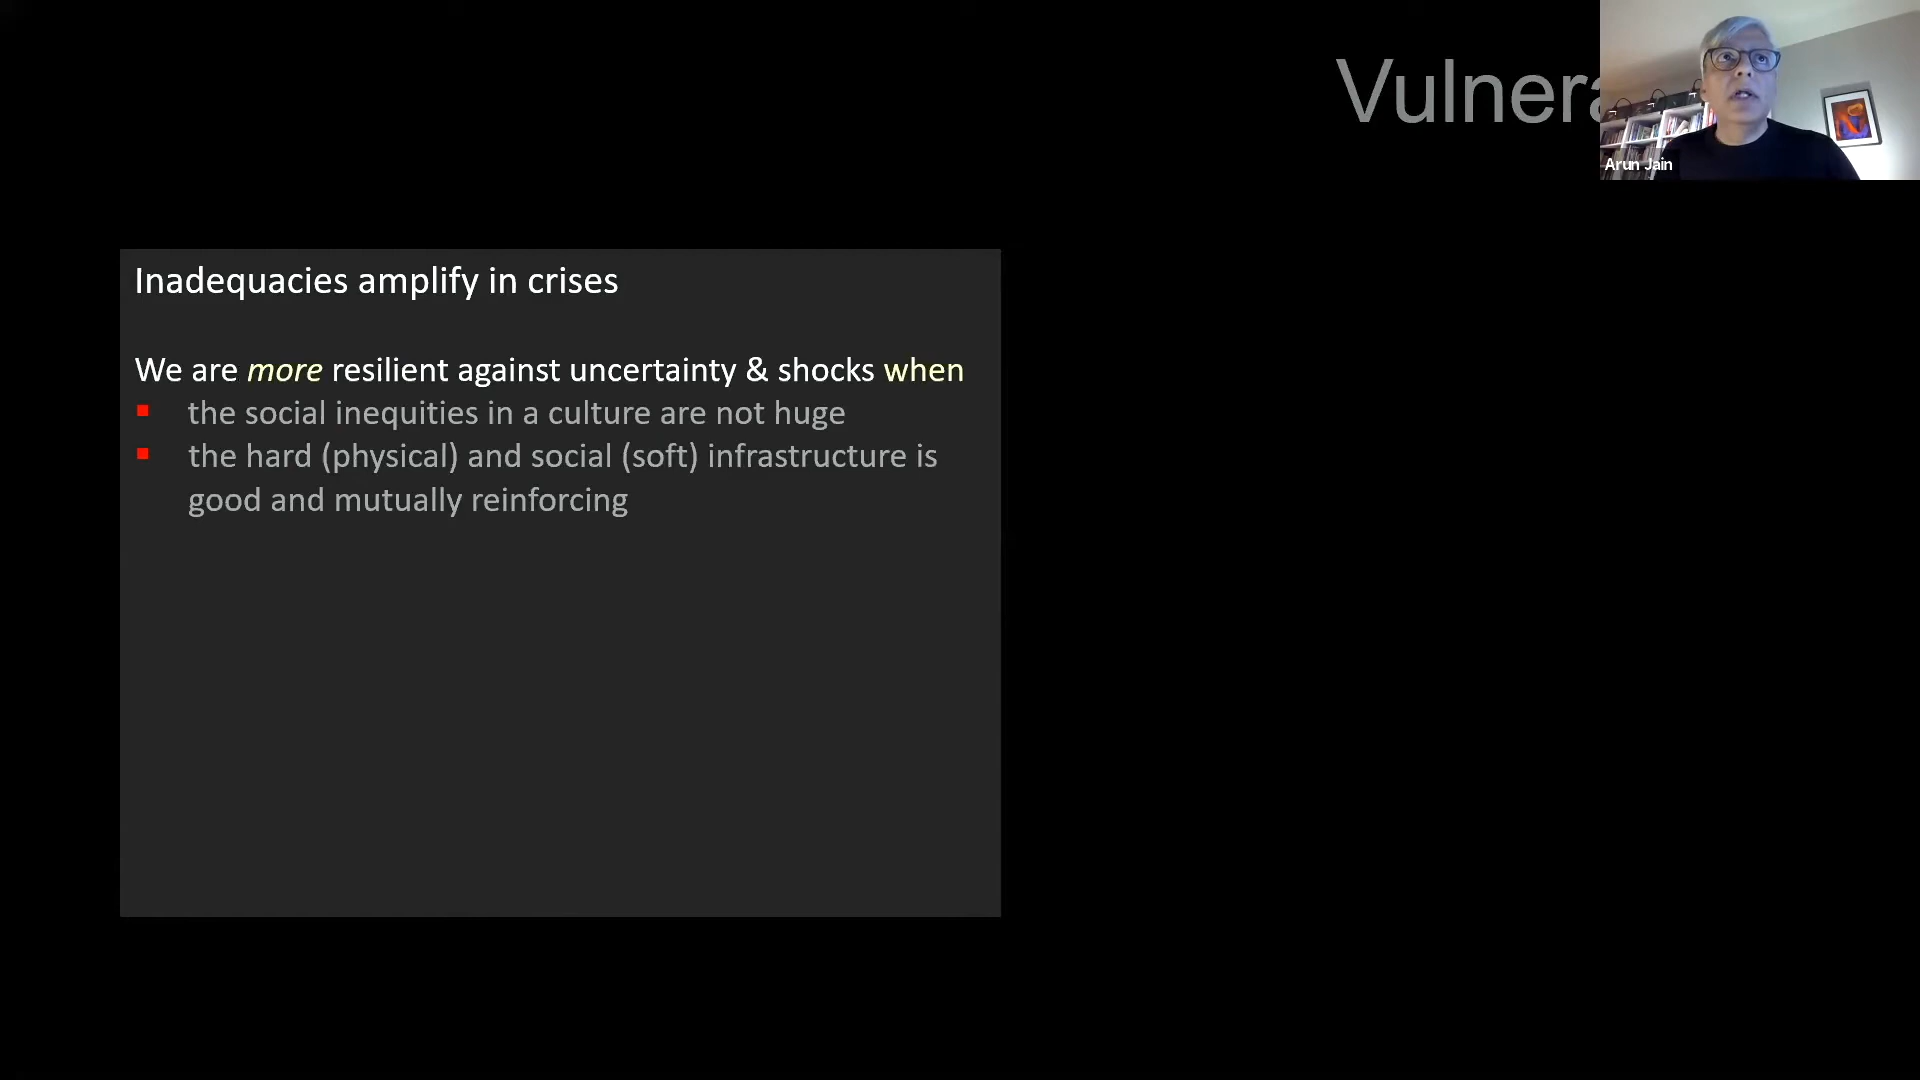 Vulnera
Arun Jain
Inadequacies amplify in crises
We are more resilient against uncertainty & shocks when
the social inequities in a culture are not huge
the hard (physical) and social (soft) infrastructure is
good and mutually reinforcing